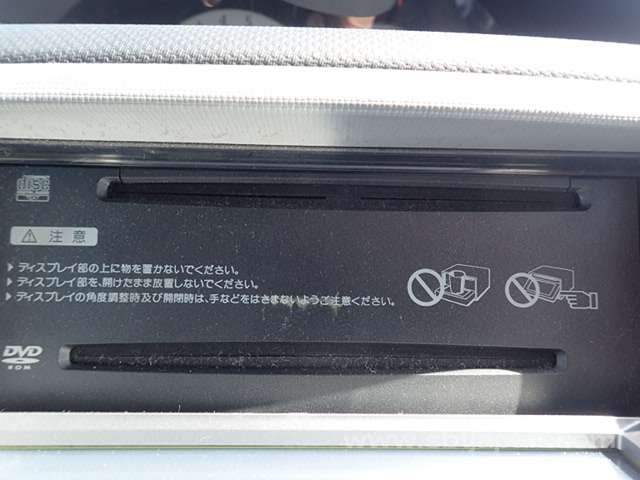 disc
TEXT
⚠ 注意
▶ディスプレイ部の上に物を置かないでください。
▶ディスプレイ部を、開けたまま放置しないでください。
▶ディスプレイの角度調整時及び開閉時は、手などをはさまないようご注意ください。
DVD
ROM